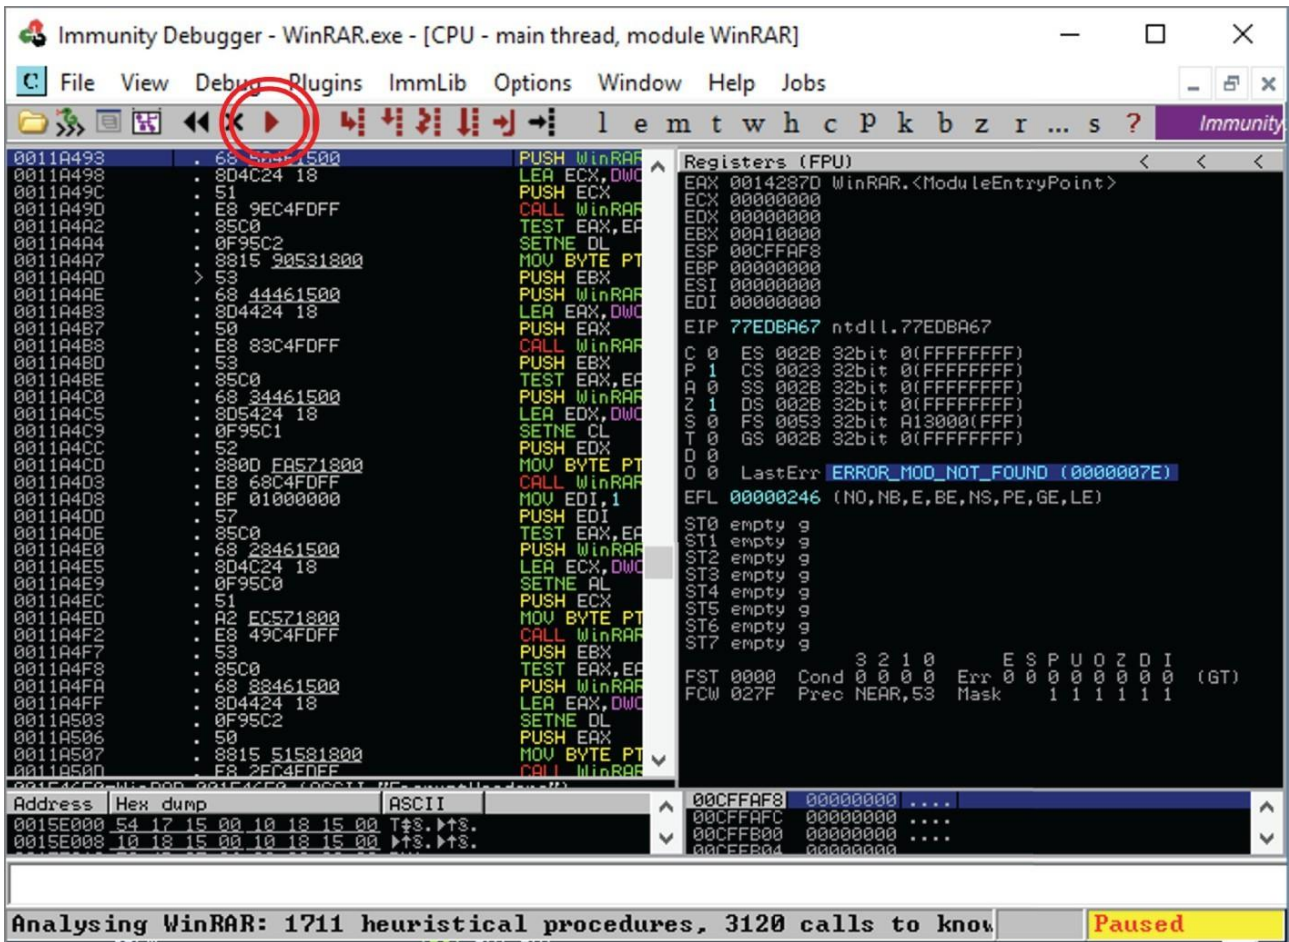 Immunity Debugger - WinRAR.exe - [CPU - main thread, module WinRAR]
C File View Debug Plugins ImmLib Options Window Help Jobs
l e m t w h c P k b z r ... s ? Immunity
0011A493 . 68 50461500 PUSH WinRAR
0011A498 . 8D4C24 18 LEA ECX,DWO
0011A49C . 51 PUSH ECX
0011A49D . E8 9EC4FDFF CALL WinRAR
0011A4A2 . 85C0 TEST EAX,EA
0011A4A4 . 0F95C2 SETNE DL
0011A4A7 . 8815 90531800 MOV BYTE PT
0011A4AD > 53 PUSH EBX
0011A4AE . 68 44461500 PUSH WinRAR
0011A4B3 . 8D4424 18 LEA EAX,DWO
0011A4B7 . 50 PUSH EAX
0011A4B8 . E8 83C4FDFF CALL WinRAR
0011A4BD . 53 PUSH EBX
0011A4BE . 85C0 TEST EAX,EA
0011A4C0 . 68 34461500 PUSH WinRAR
0011A4C5 . 8D5424 18 LEA EDX,DWO
0011A4C9 . 0F95C1 SETNE CL
0011A4CC . 52 PUSH EDX
0011A4CD . 880D FA571800 MOV BYTE PT
0011A4D3 . E8 68C4FDFF CALL WinRAR
0011A4D8 . BF 01000000 MOV EDI,1
0011A4DD . 57 PUSH EDI
0011A4DE . 85C0 TEST EAX,EA
0011A4E0 . 68 28461500 PUSH WinRAR
0011A4E5 . 8D4C24 18 LEA ECX,DWO
0011A4E9 . 0F95C0 SETNE AL
0011A4EC . 51 PUSH ECX
0011A4ED . A2 EC571800 MOV BYTE PT
0011A4F2 . E8 49C4FDFF CALL WinRAR
0011A4F7 . 53 PUSH EBX
0011A4F8 . 85C0 TEST EAX,EA
0011A4FA . 68 88461500 PUSH WinRAR
0011A4FF . 8D4424 18 LEA EAX,DWO
0011A503 . 0F95C2 SETNE DL
0011A506 . 50 PUSH EAX
0011A507 . 8815 51581800 MOV BYTE PT
0011A50D . E8 2EC4FDFF CALL WinRAR
Registers (FPU) < < <
EAX 0014287D WinRAR.<ModuleEntryPoint>
ECX 00000000
EDX 00000000
EBX 00A10000
ESP 00CFFAF8
EBP 00000000
ESI 00000000
EDI 00000000
EIP 77EDBA67 ntdll.77EDBA67
C 0 ES 002B 32bit 0(FFFFFFFF)
P 1 CS 0023 32bit 0(FFFFFFFF)
A 0 SS 002B 32bit 0(FFFFFFFF)
Z 1 DS 002B 32bit 0(FFFFFFFF)
S 0 FS 0053 32bit A13000(FFF)
T 0 GS 002B 32bit 0(FFFFFFFF)
D 0
O 0 LastErr ERROR_MOD_NOT_FOUND (0000007E)
EFL 00000246 (NO,NB,E,BE,NS,PE,GE,LE)
ST0 empty g
ST1 empty g
ST2 empty g
ST3 empty g
ST4 empty g
ST5 empty g
ST6 empty g
ST7 empty g
3 2 1 0 E S P U O Z D I
FST 0000 Cond 0 0 0 0 Err 0 0 0 0 0 0 0 0 (GT)
FCW 027F Prec NEAR,53 Mask 1 1 1 1 1 1
Address Hex dump ASCII
0015E000 54 17 15 00 10 18 15 00 T‡§.►↑§.
0015E008 10 18 15 00 10 18 15 00 ►↑§.►↑§.
00CFFAF8 00000000 ....
00CFFAFC 00000000 ....
00CFFB00 00000000 ....
00CFFB04 00000000
Analysing WinRAR: 1711 heuristical procedures, 3120 calls to know
Paused